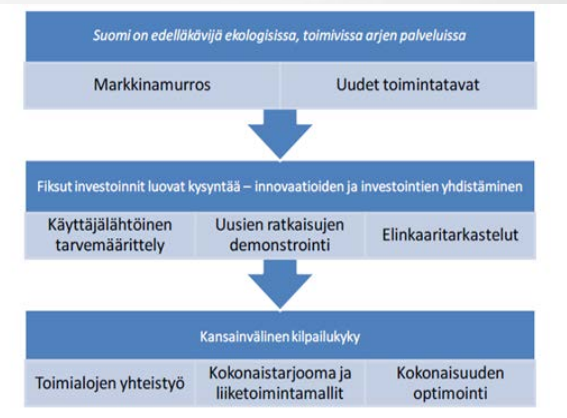 Suomi on edelläkävijä ekologisissa, toimivissa arjen palveluissa
Markkinamurros
Uudet toimintatavat
Fiksut investoinnit luovat kysyntää – innovaatioiden ja investointien yhdistäminen
Käyttäjälähtöinen
tarvemäärittely
Uusien ratkaisujen
demonstrointi
Elinkaaritarkastelut
Kansainvälinen kilpailukyky
Toimialojen yhteistyö
Kokonaistarjooma ja
liiketoimintamallit
Kokonaisuuden
optimointi